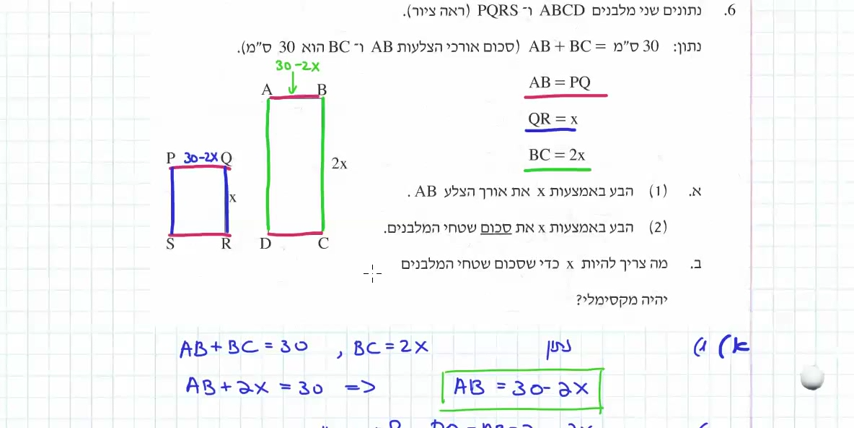 6. נתונים שני מלבנים ABCD ו־ PQRS (ראה ציור).
נתון: 30 ס"מ = AB + BC (סכום אורכי הצלעות AB ו־ BC הוא 30 ס"מ).
AB = PQ
QR = x
BC = 2x
30-2x
A B
2x
D C
P 30-2x Q
x
S R
א. (1) הבע באמצעות x את אורך הצלע AB .
(2) הבע באמצעות x את סכום שטחי המלבנים.
ב. מה צריך להיות x כדי שסכום שטחי המלבנים
יהיה מקסימלי?
א) 1) נתון AB+BC=30 , BC=2x
AB+2x=30 => AB=30-2x